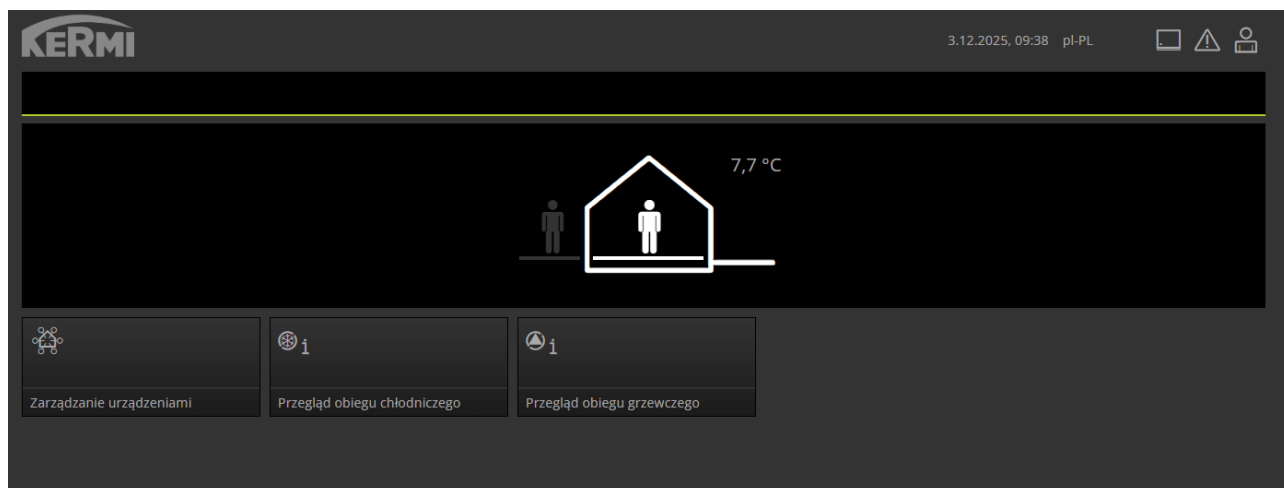 KERMI
3.12.2025, 09:38 pl-PL
7,7 °C
i
i
Zarządzanie urządzeniami
Przegląd obiegu chłodniczego
Przegląd obiegu grzewczego